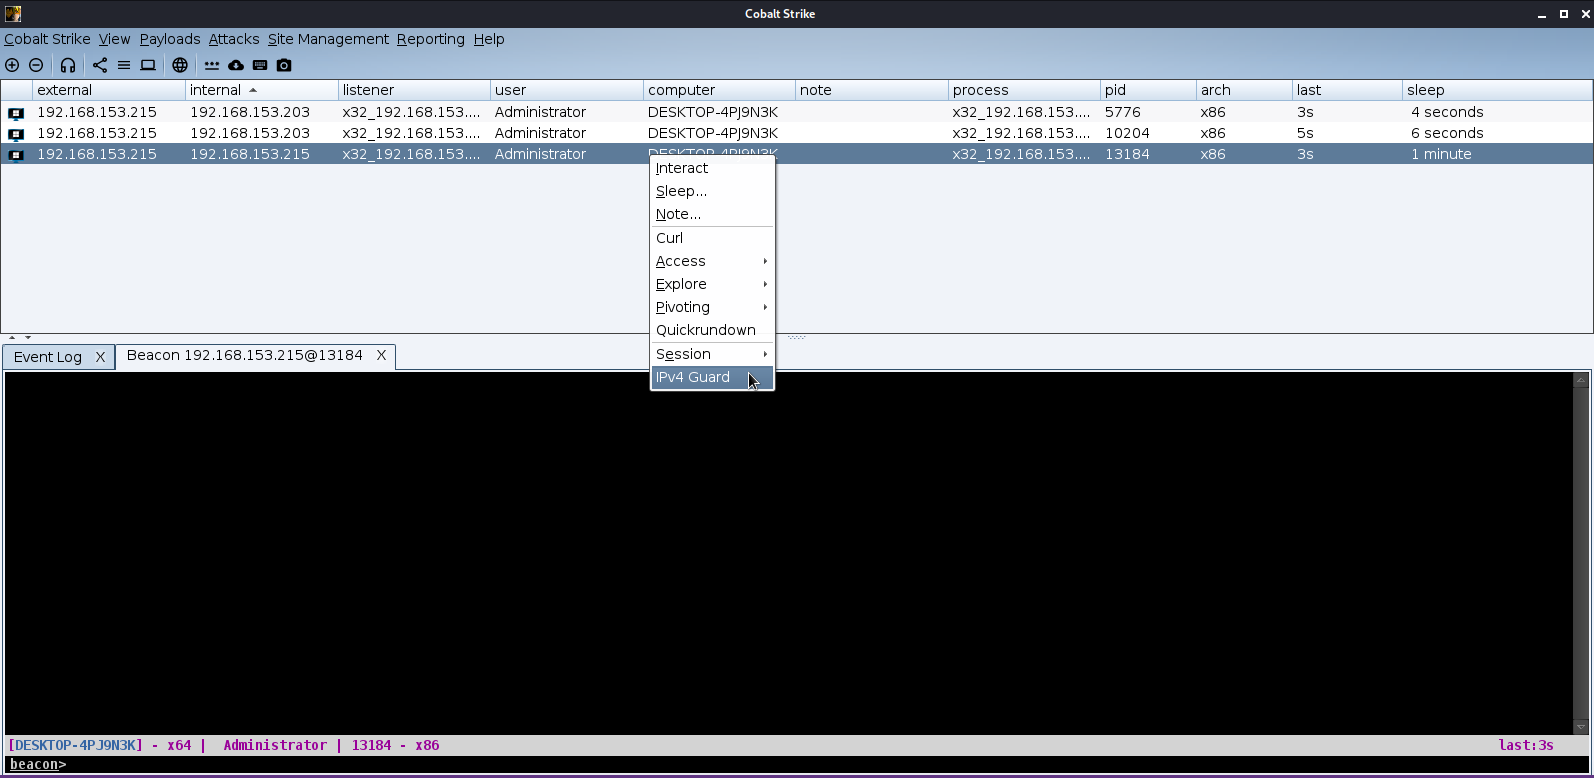 Cobalt Strike
Cobalt Strike View Payloads Attacks Site Management Reporting Help
external internal listener user computer note process pid arch last sleep
192.168.153.215 192.168.153.203 x32_192.168.153.... Administrator DESKTOP-4PJ9N3K x32_192.168.153.... 5776 x86 3s 4 seconds
192.168.153.215 192.168.153.203 x32_192.168.153.... Administrator DESKTOP-4PJ9N3K x32_192.168.153.... 10204 x86 5s 6 seconds
192.168.153.215 192.168.153.215 x32_192.168.153.... Administrator DESKTOP-4PJ9N3K x32_192.168.153.... 13184 x86 3s 1 minute
Interact
Sleep...
Note...
Curl
Access
Explore
Pivoting
Quickrundown
Session
IPv4 Guard
Event Log X Beacon 192.168.153.215@13184 X
[DESKTOP-4PJ9N3K] - x64 | Administrator | 13184 - x86 last:3s
beacon>